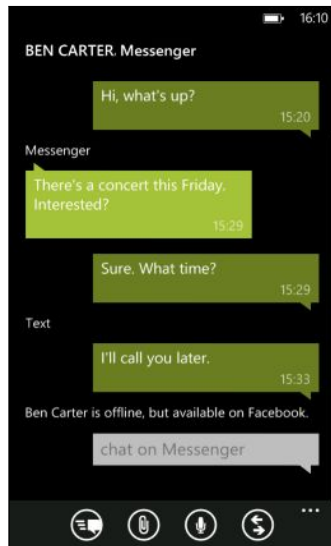 16:10
BEN CARTER, Messenger
Hi, what's up?
15:20
Messenger
There's a concert this Friday.
Interested?
15:29
Sure. What time?
15:29
Text
I'll call you later.
15:33
Ben Carter is offline, but available on Facebook.
chat on Messenger